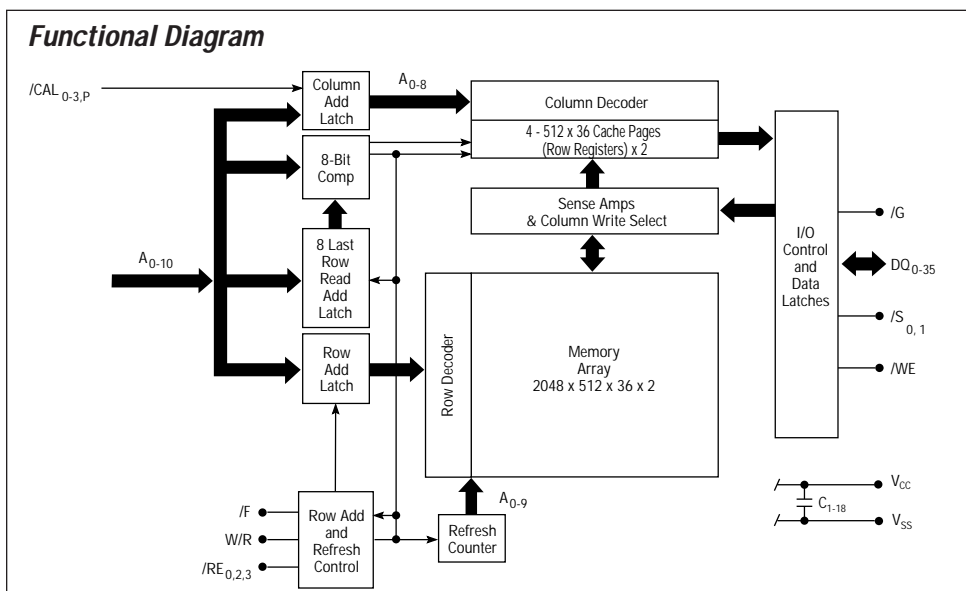 Functional Diagram
/CAL0-3,P
Column
Add
Latch
A0-8
Column Decoder
4 - 512 x 36 Cache Pages
(Row Registers) x 2
8-Bit
Comp
Sense Amps
& Column Write Select
8 Last
Row
Read
Add
Latch
A0-10
I/O
Control
and
Data
Latches
/G
DQ0-35
/S0, 1
/WE
Row
Add
Latch
Row Decoder
Memory
Array
2048 x 512 x 36 x 2
A0-9
/F
W/R
/RE0,2,3
Row Add
and
Refresh
Control
Refresh
Counter
VCC
C1-18
VSS